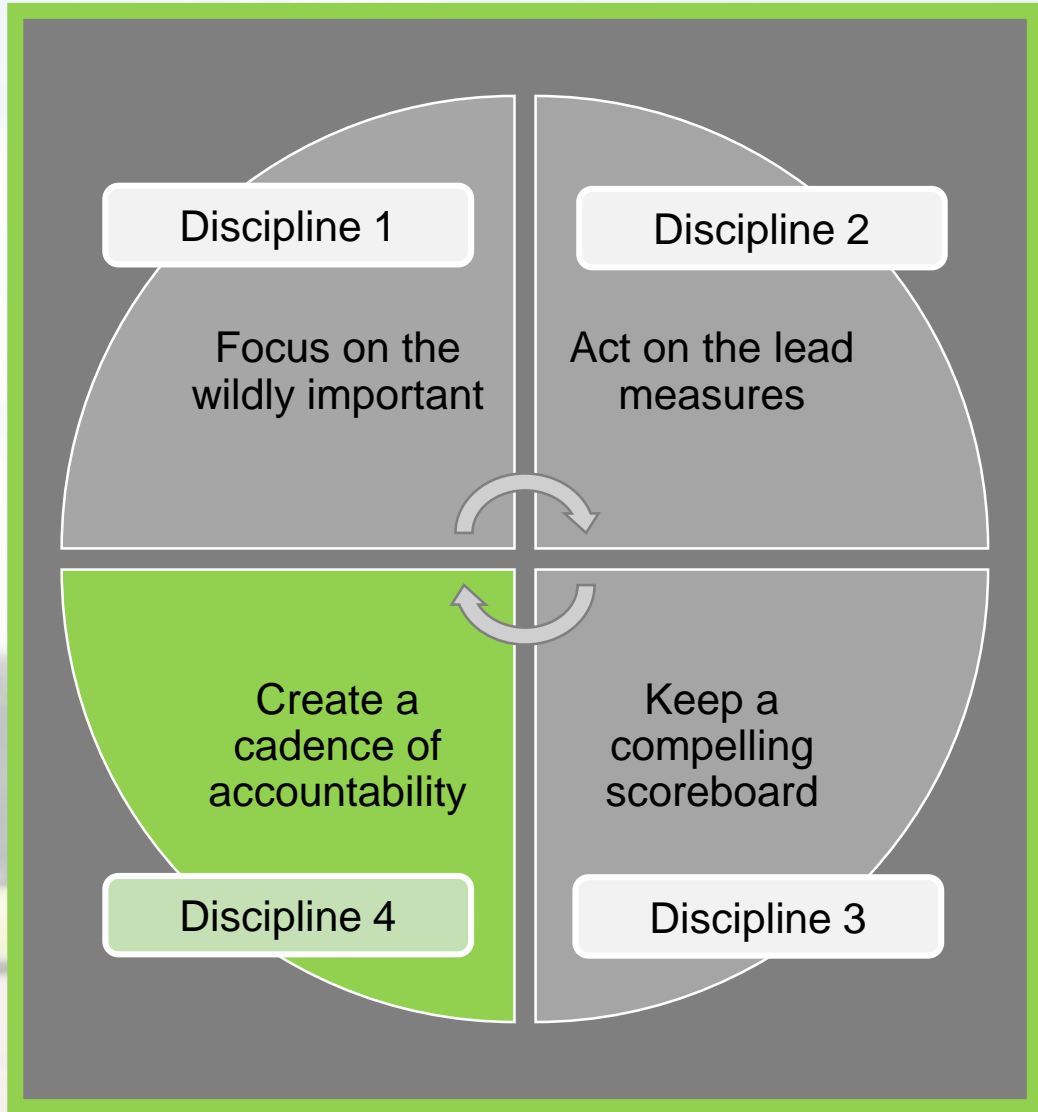 Discipline 1
Focus on the
wildly important
Discipline 2
Act on the lead
measures
Create a
cadence of
accountability
Discipline 4
Keep a
compelling
scoreboard
Discipline 3